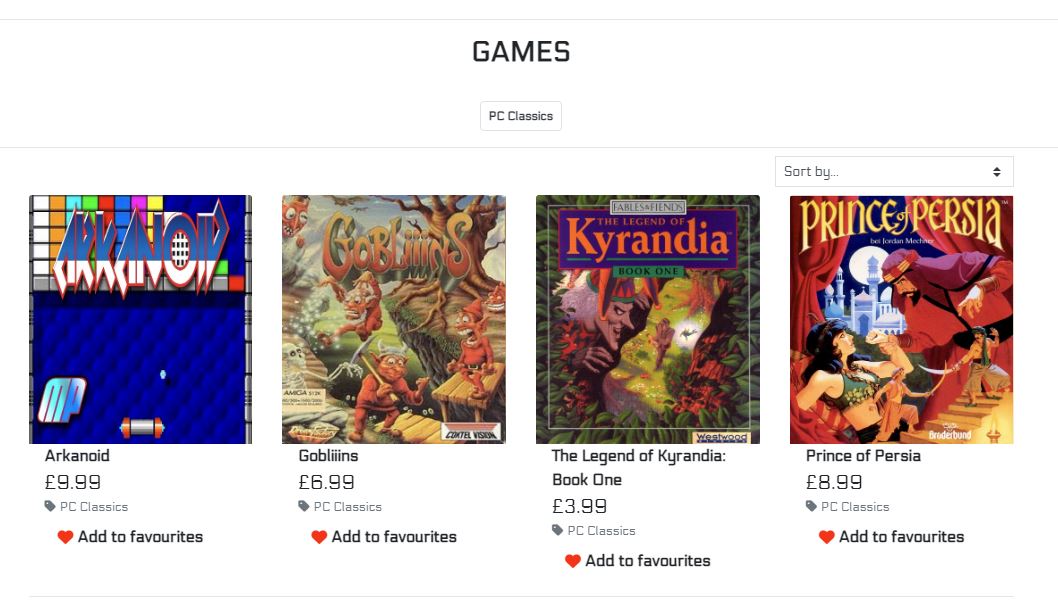 GAMES
PC Classics
Sort by...
ARKANOID
MP
Gobliiins
AMIGA 512K
COKTEL VISION
FABLES & FIENDS
THE LEGEND OF
Kyrandia
BOOK ONE
Westwood
PRINCE of PERSIA
bei Jordan Mechner
Brøderbund
Arkanoid
£9.99
PC Classics
Add to favourites
Gobliiins
£6.99
PC Classics
Add to favourites
The Legend of Kyrandia:
Book One
£3.99
PC Classics
Add to favourites
Prince of Persia
£8.99
PC Classics
Add to favourites